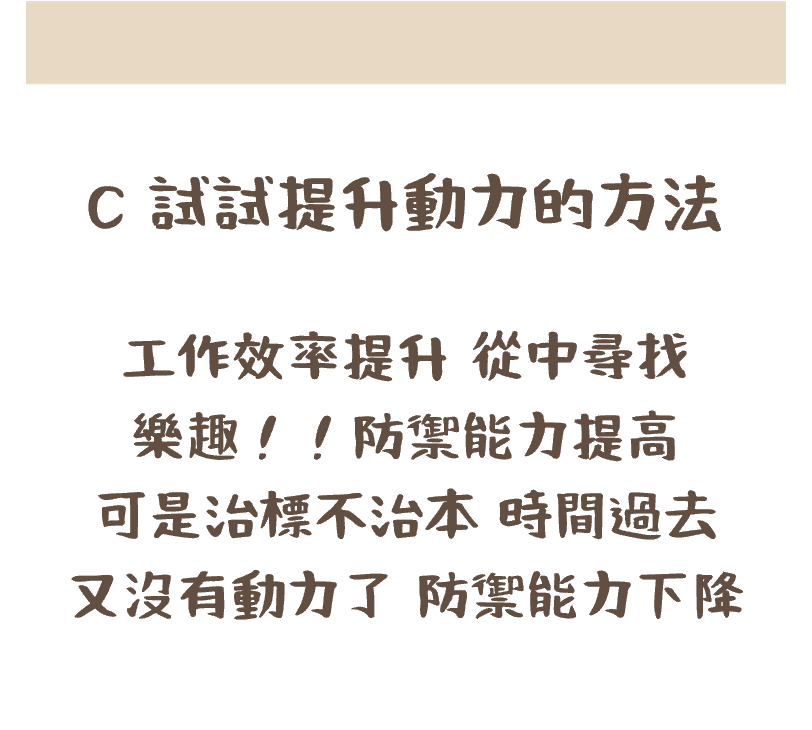 C 試試提升動力的方法
工作效率提升 從中尋找
樂趣！！防禦能力提高
可是治標不治本 時間過去
又沒有動力了 防禦能力下降